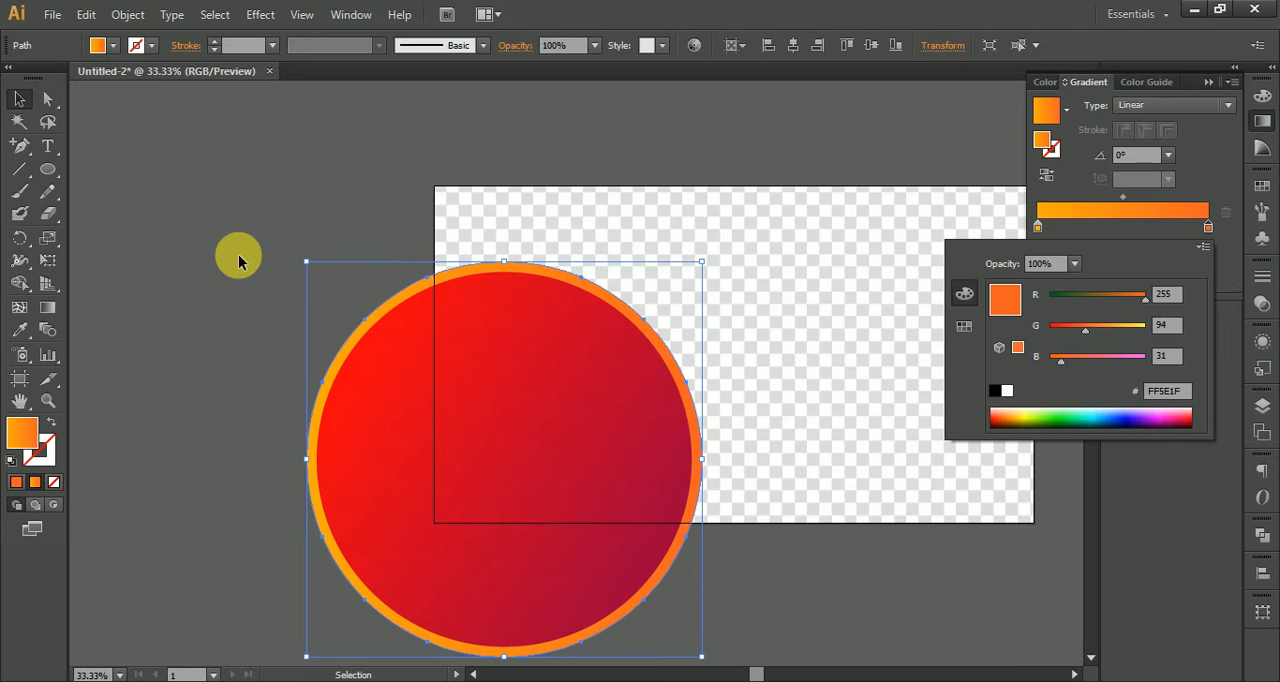 Ai File Edit Object Type Select Effect View Window Help Br Essentials
Path Stroke: Basic Opacity: 100% Style: Transform
Untitled-2* @ 33.33% (RGB/Preview) ×
Color Gradient Color Guide
Type: Linear
Stroke:
0°
Opacity: 100%
R 255
G 94
B 31
# FF5E1F
33.33% 1 Selection